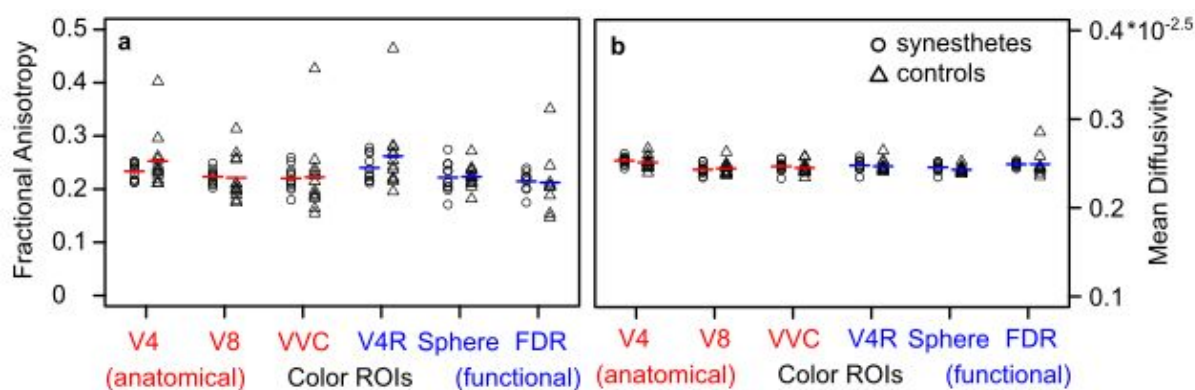 a
0.5
0.4
0.3
0.2
0.1
0
Fractional Anisotropy
V4 V8 VVC V4R Sphere FDR
(anatomical) Color ROIs (functional)
b
synesthetes
controls
0.4*10-2.5
0.3
0.2
0.1
Mean Diffusivity
V4 V8 VVC V4R Sphere FDR
(anatomical) Color ROIs (functional)